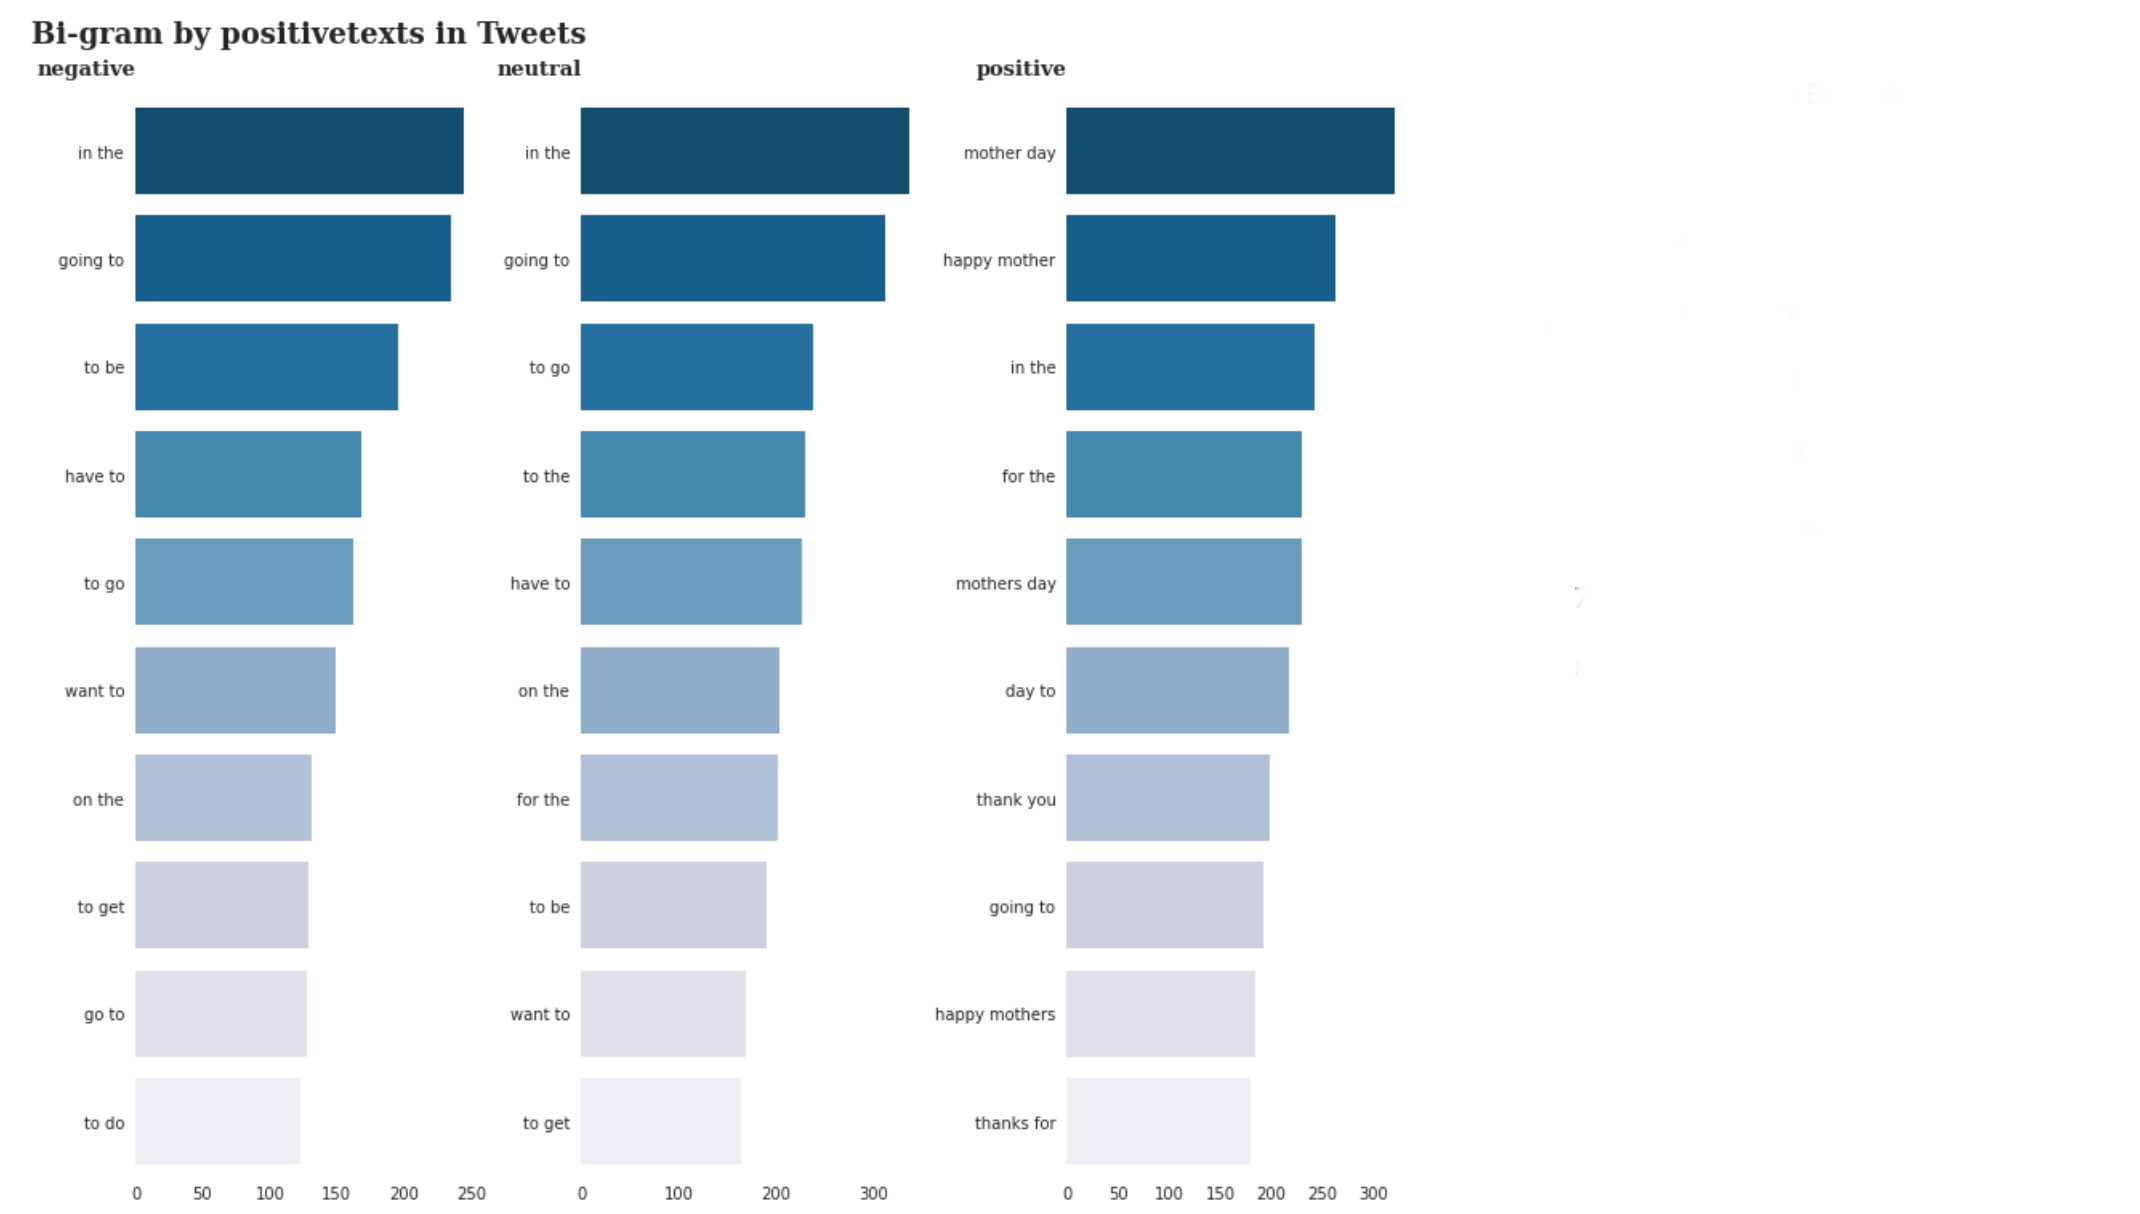 Bi-gram by positivetexts in Tweets
negative
in the
going to
to be
have to
to go
want to
on the
to get
go to
to do
0 50 100 150 200 250
neutral
in the
going to
to go
to the
have to
on the
for the
to be
want to
to get
0 100 200 300
positive
mother day
happy mother
in the
for the
mothers day
day to
thank you
going to
happy mothers
thanks for
0 50 100 150 200 250 300
7